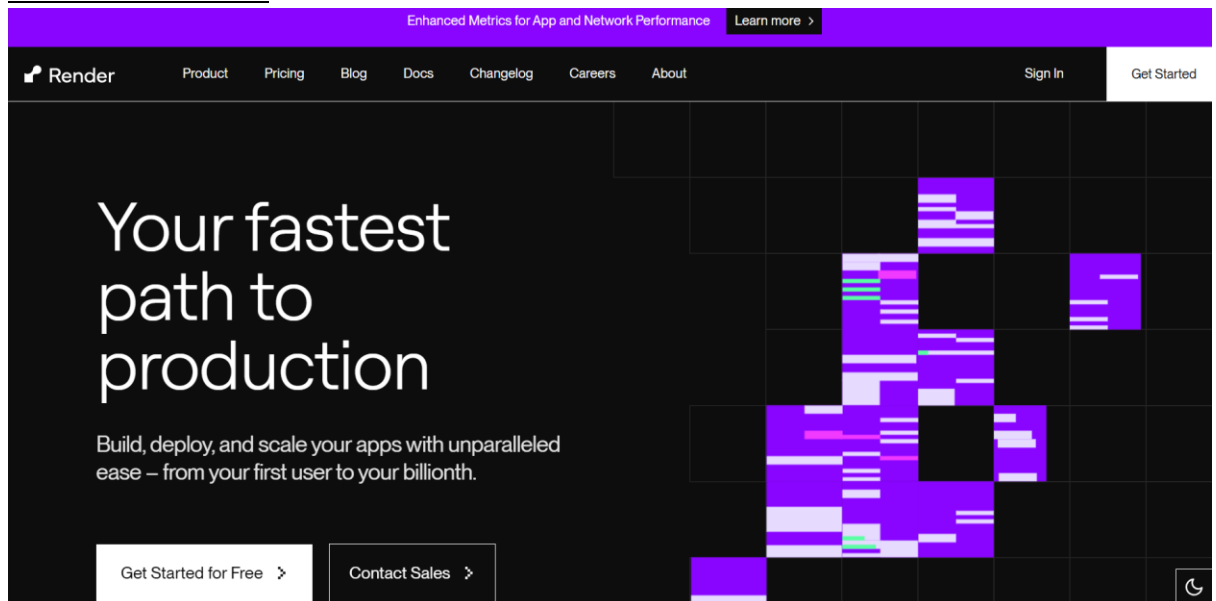 Enhanced Metrics for App and Network Performance Learn more
Render Product Pricing Blog Docs Changelog Careers About Sign In Get Started
Your fastest
path to
production
Build, deploy, and scale your apps with unparalleled
ease – from your first user to your billionth.
Get Started for Free Contact Sales